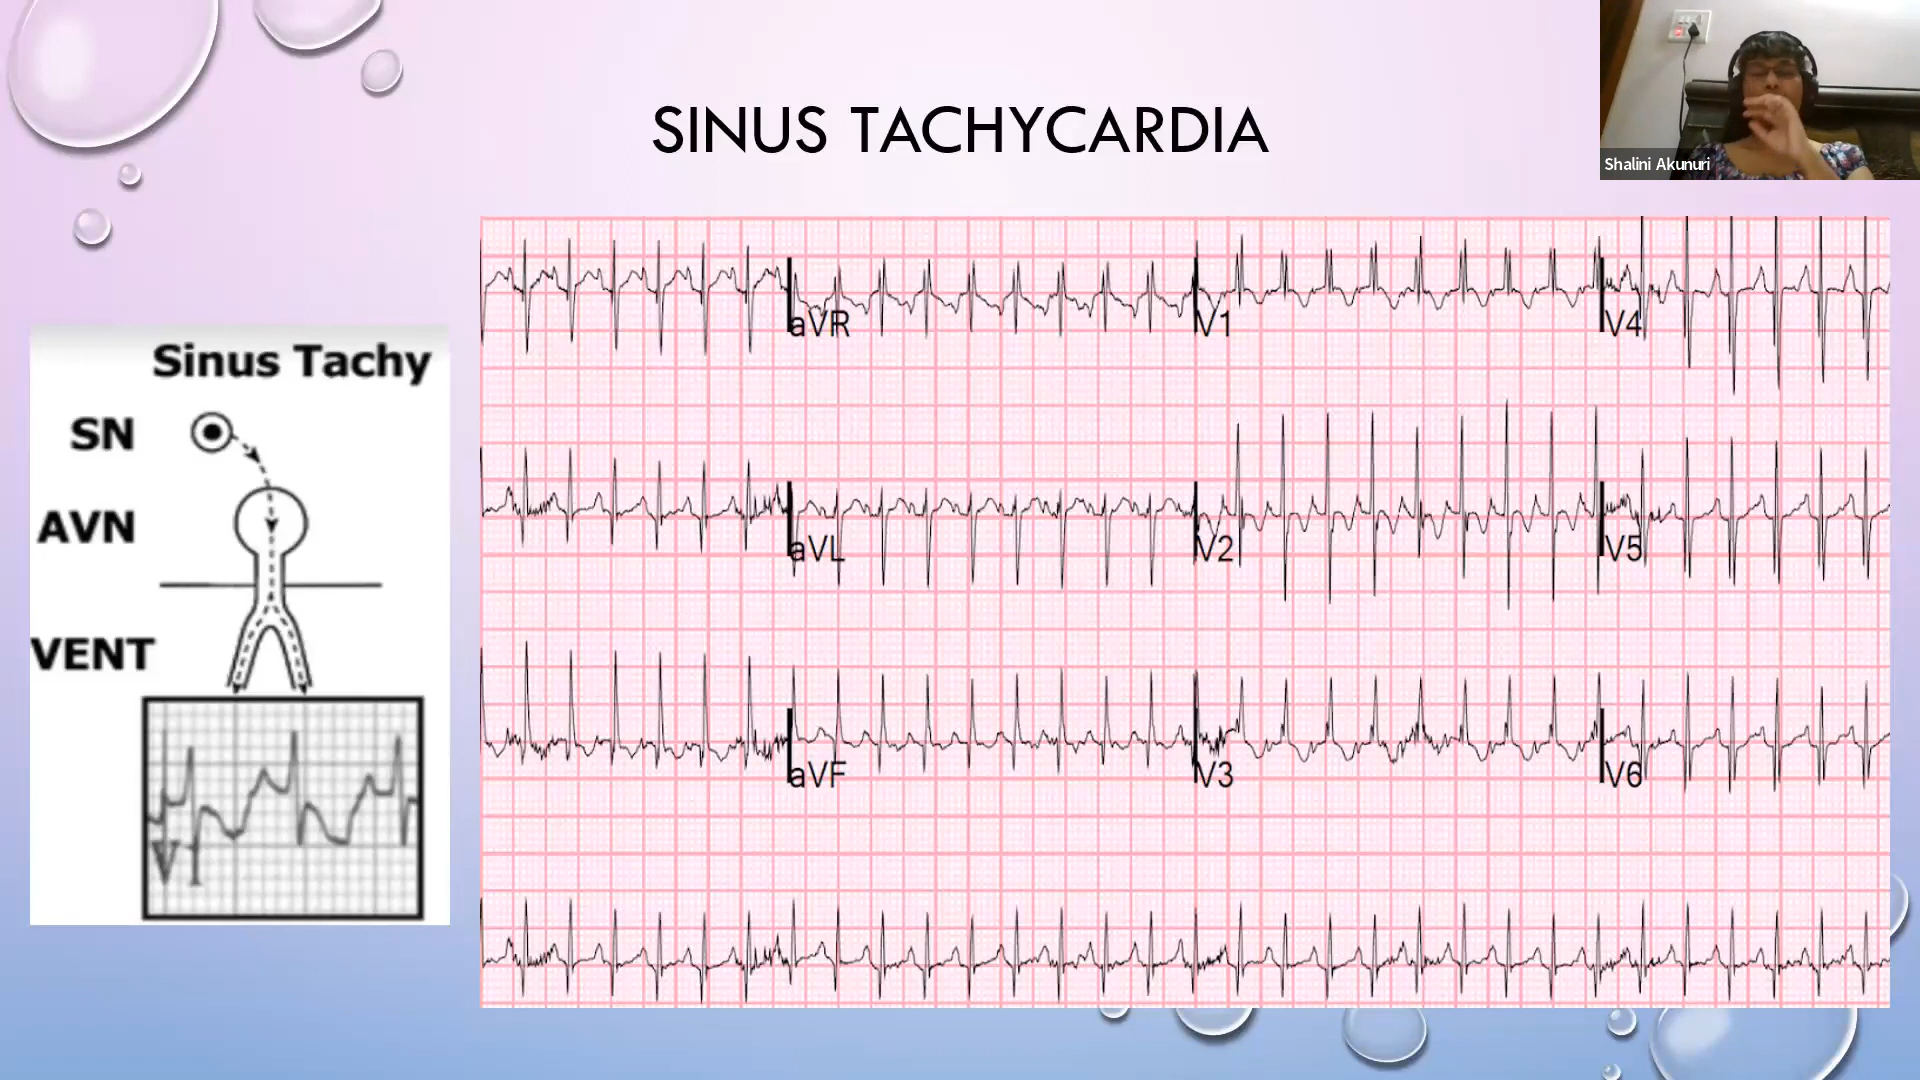 SINUS TACHYCARDIA
Shalini Akunuri
Sinus Tachy
SN
AVN
VENT
V1
aVR
V1
V4
aVL
V2
V5
aVF
V3
V6